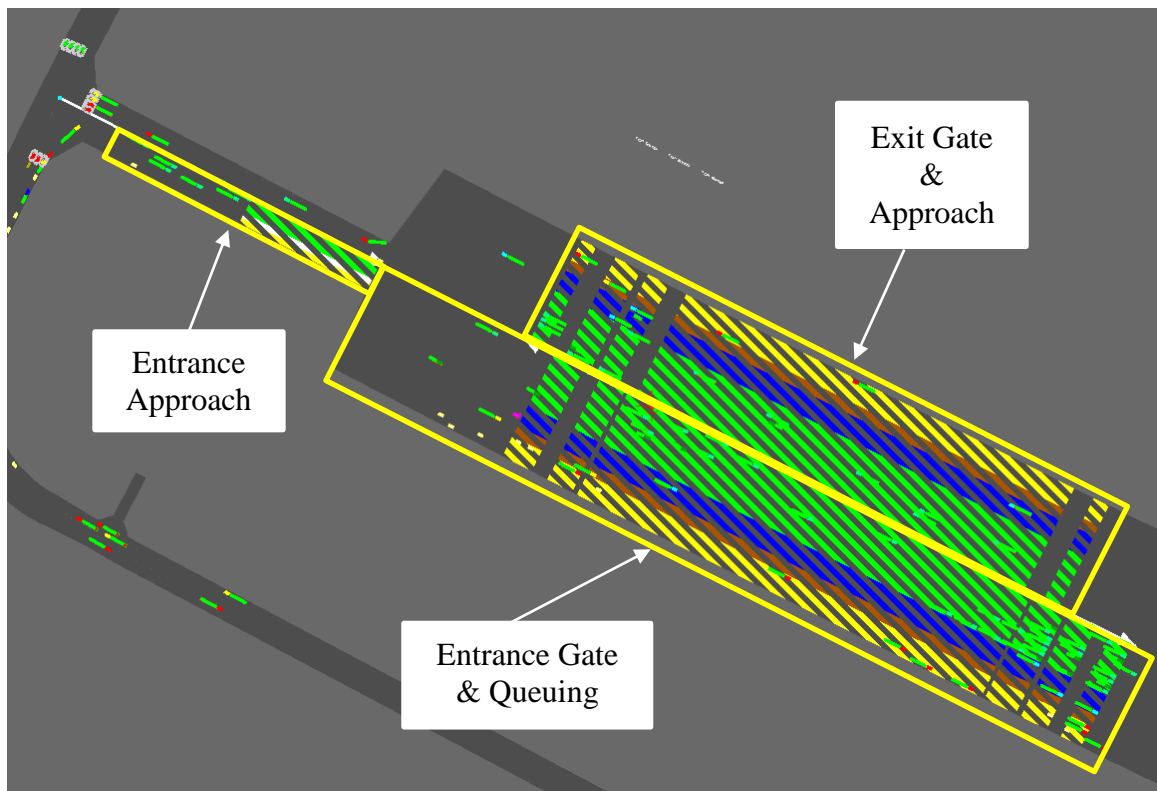 Exit Gate
&
Approach
Entrance
Approach
Entrance Gate
& Queuing